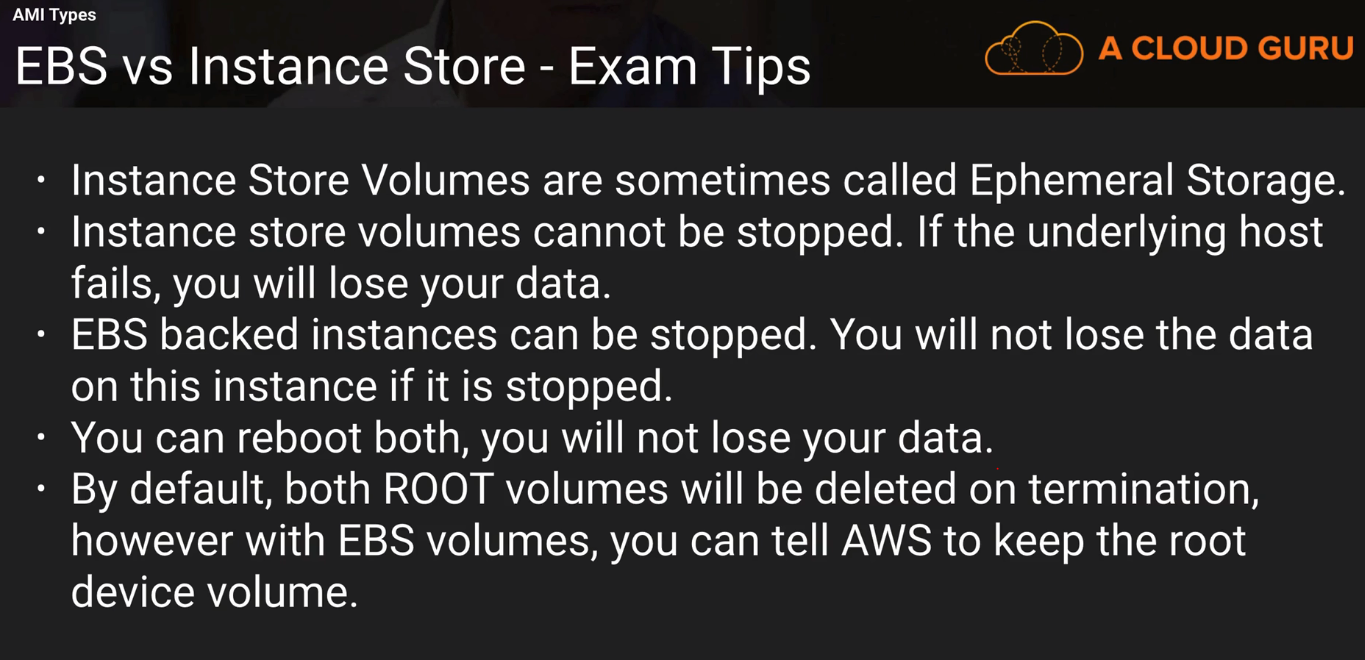 AMI Types
EBS vs Instance Store - Exam Tips
A CLOUD GURU
• Instance Store Volumes are sometimes called Ephemeral Storage.
• Instance store volumes cannot be stopped. If the underlying host
fails, you will lose your data.
• EBS backed instances can be stopped. You will not lose the data
on this instance if it is stopped.
• You can reboot both, you will not lose your data.
• By default, both ROOT volumes will be deleted on termination,
however with EBS volumes, you can tell AWS to keep the root
device volume.